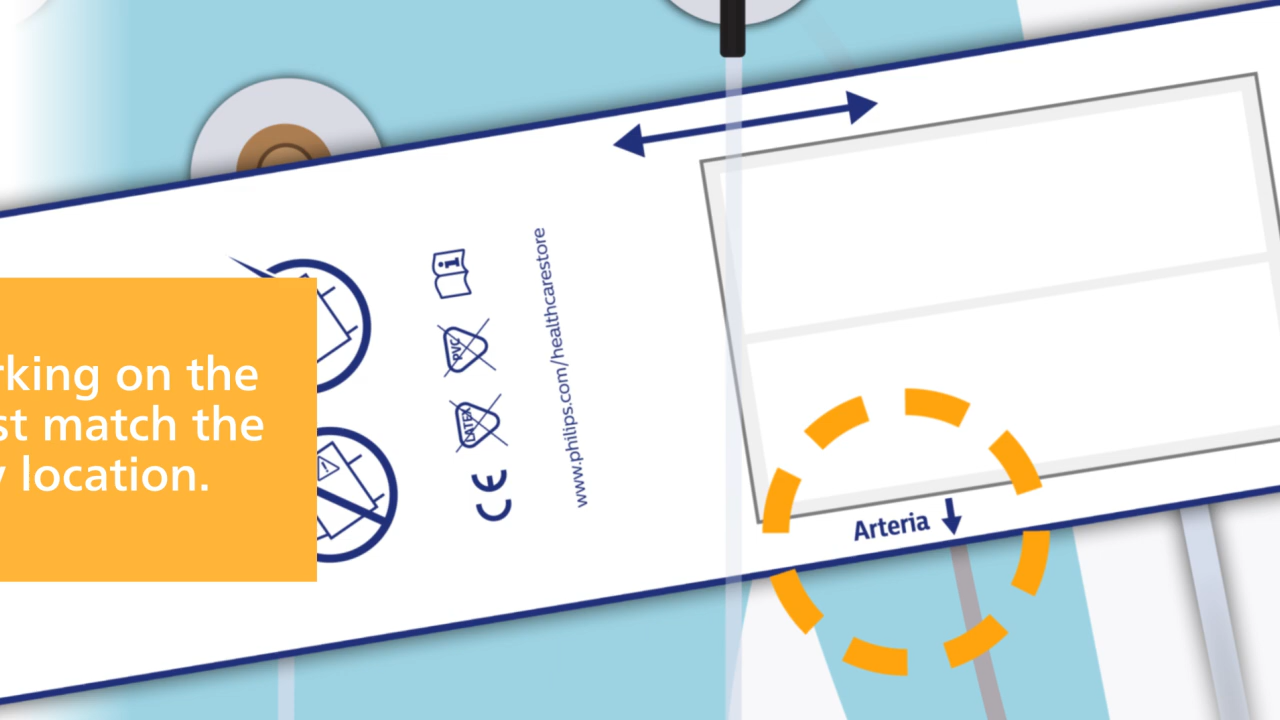 rking on the
st match the
location.
PVC
LATEX
CE
www.philips.com/healthcarestore
Arteria